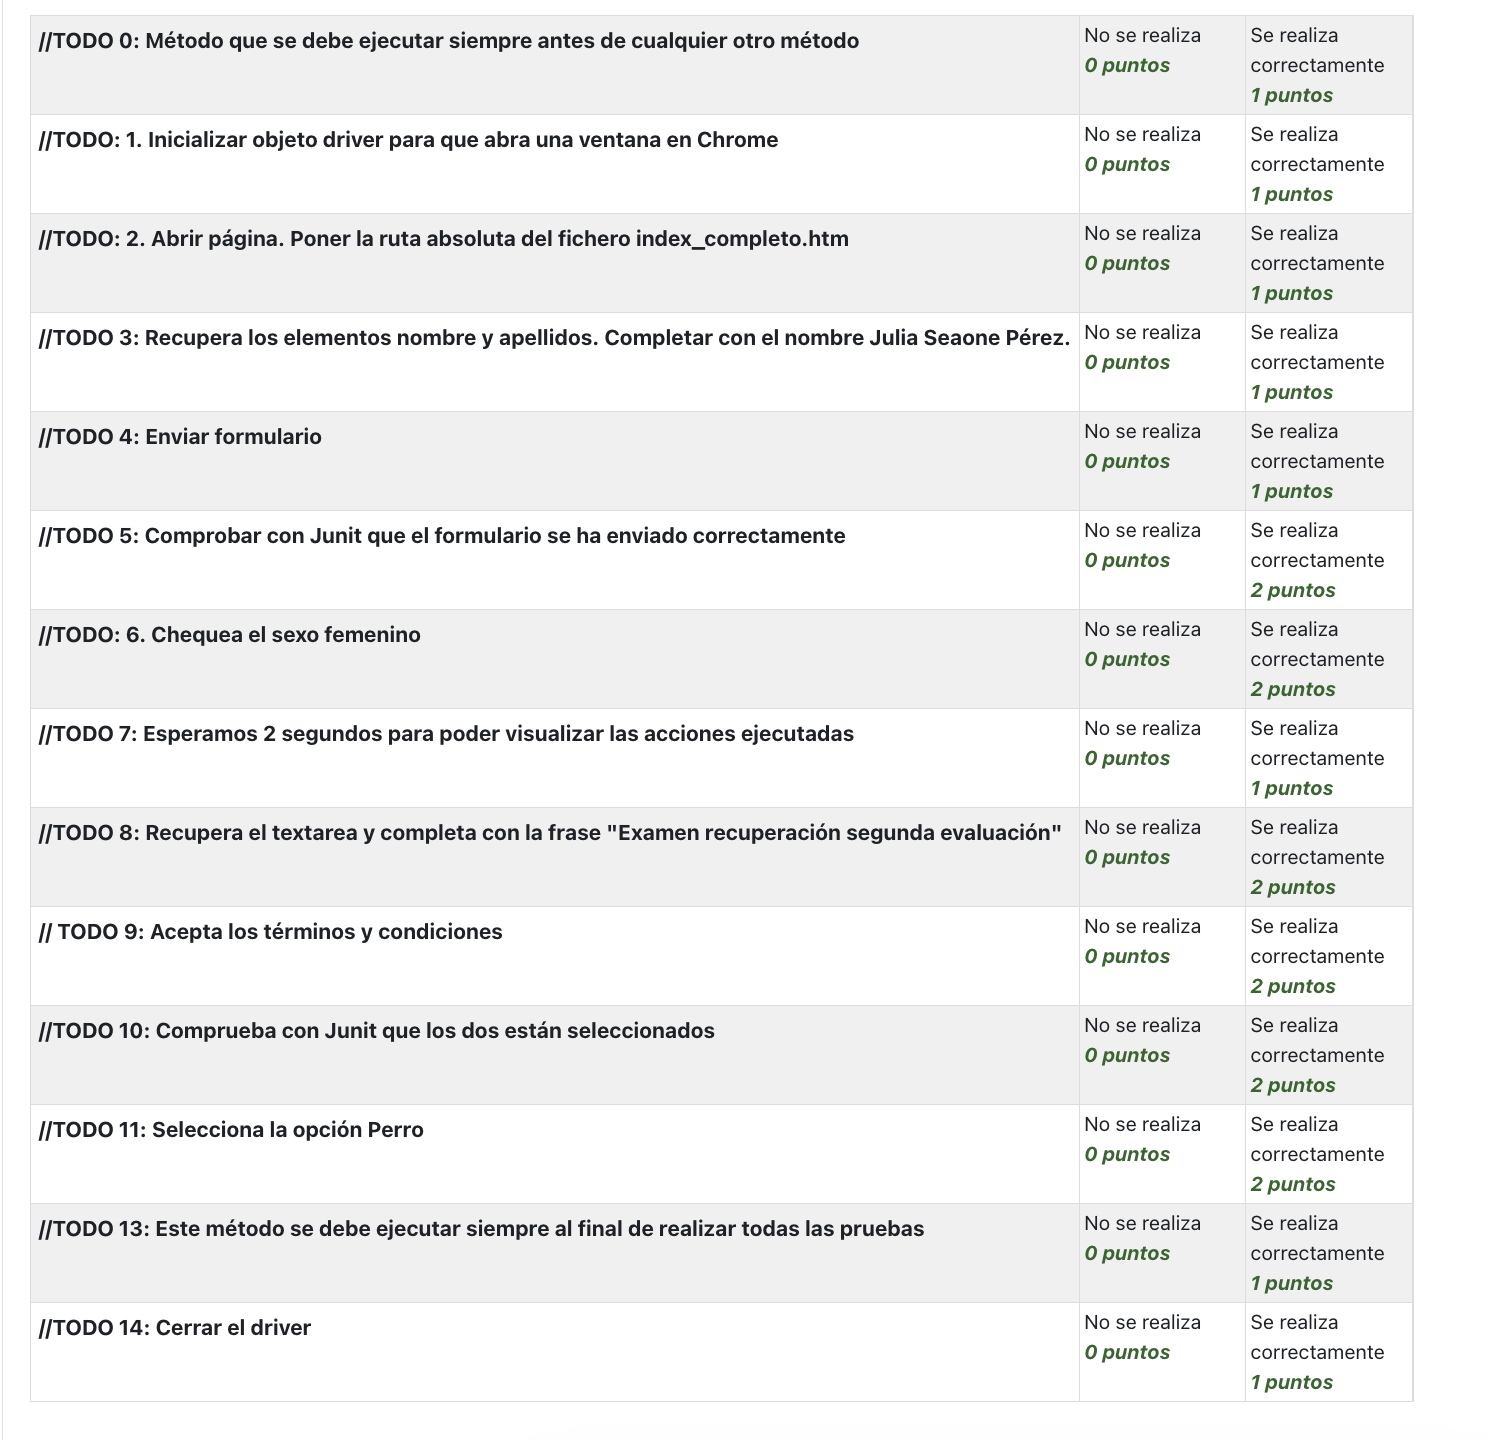 //TODO 0: Método que se debe ejecutar siempre antes de cualquier otro método
No se realiza
0 puntos
Se realiza
correctamente
1 puntos
//TODO: 1. Inicializar objeto driver para que abra una ventana en Chrome
No se realiza
0 puntos
Se realiza
correctamente
1 puntos
//TODO: 2. Abrir página. Poner la ruta absoluta del fichero index_completo.htm
No se realiza
0 puntos
Se realiza
correctamente
1 puntos
//TODO 3: Recupera los elementos nombre y apellidos. Completar con el nombre Julia Seaone Pérez.
No se realiza
0 puntos
Se realiza
correctamente
1 puntos
//TODO 4: Enviar formulario
No se realiza
0 puntos
Se realiza
correctamente
1 puntos
//TODO 5: Comprobar con Junit que el formulario se ha enviado correctamente
No se realiza
0 puntos
Se realiza
correctamente
2 puntos
//TODO: 6. Chequea el sexo femenino
No se realiza
0 puntos
Se realiza
correctamente
2 puntos
//TODO 7: Esperamos 2 segundos para poder visualizar las acciones ejecutadas
No se realiza
0 puntos
Se realiza
correctamente
1 puntos
//TODO 8: Recupera el textarea y completa con la frase "Examen recuperación segunda evaluación"
No se realiza
0 puntos
Se realiza
correctamente
2 puntos
// TODO 9: Acepta los términos y condiciones
No se realiza
0 puntos
Se realiza
correctamente
2 puntos
//TODO 10: Comprueba con Junit que los dos están seleccionados
No se realiza
0 puntos
Se realiza
correctamente
2 puntos
//TODO 11: Selecciona la opción Perro
No se realiza
0 puntos
Se realiza
correctamente
2 puntos
//TODO 13: Este método se debe ejecutar siempre al final de realizar todas las pruebas
No se realiza
0 puntos
Se realiza
correctamente
1 puntos
//TODO 14: Cerrar el driver
No se realiza
0 puntos
Se realiza
correctamente
1 puntos